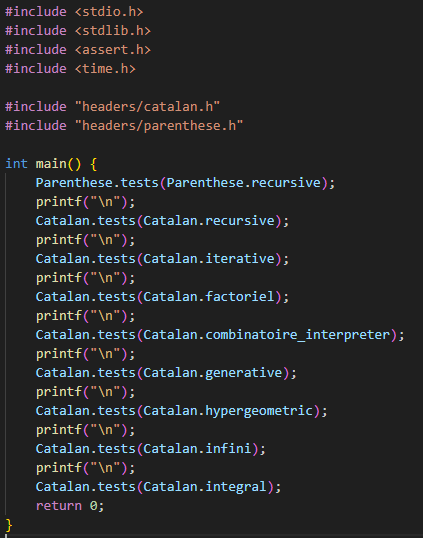 #include <stdio.h>
#include <stdlib.h>
#include <assert.h>
#include <time.h>
#include "headers/catalan.h"
#include "headers/parenthese.h"
int main() {
Parenthese.tests(Parenthese.recursive);
printf("\n");
Catalan.tests(Catalan.recursive);
printf("\n");
Catalan.tests(Catalan.iterative);
printf("\n");
Catalan.tests(Catalan.factoriel);
printf("\n");
Catalan.tests(Catalan.combinatoire_interpreter);
printf("\n");
Catalan.tests(Catalan.generative);
printf("\n");
Catalan.tests(Catalan.hypergeometric);
printf("\n");
Catalan.tests(Catalan.infini);
printf("\n");
Catalan.tests(Catalan.integral);
return 0;
}